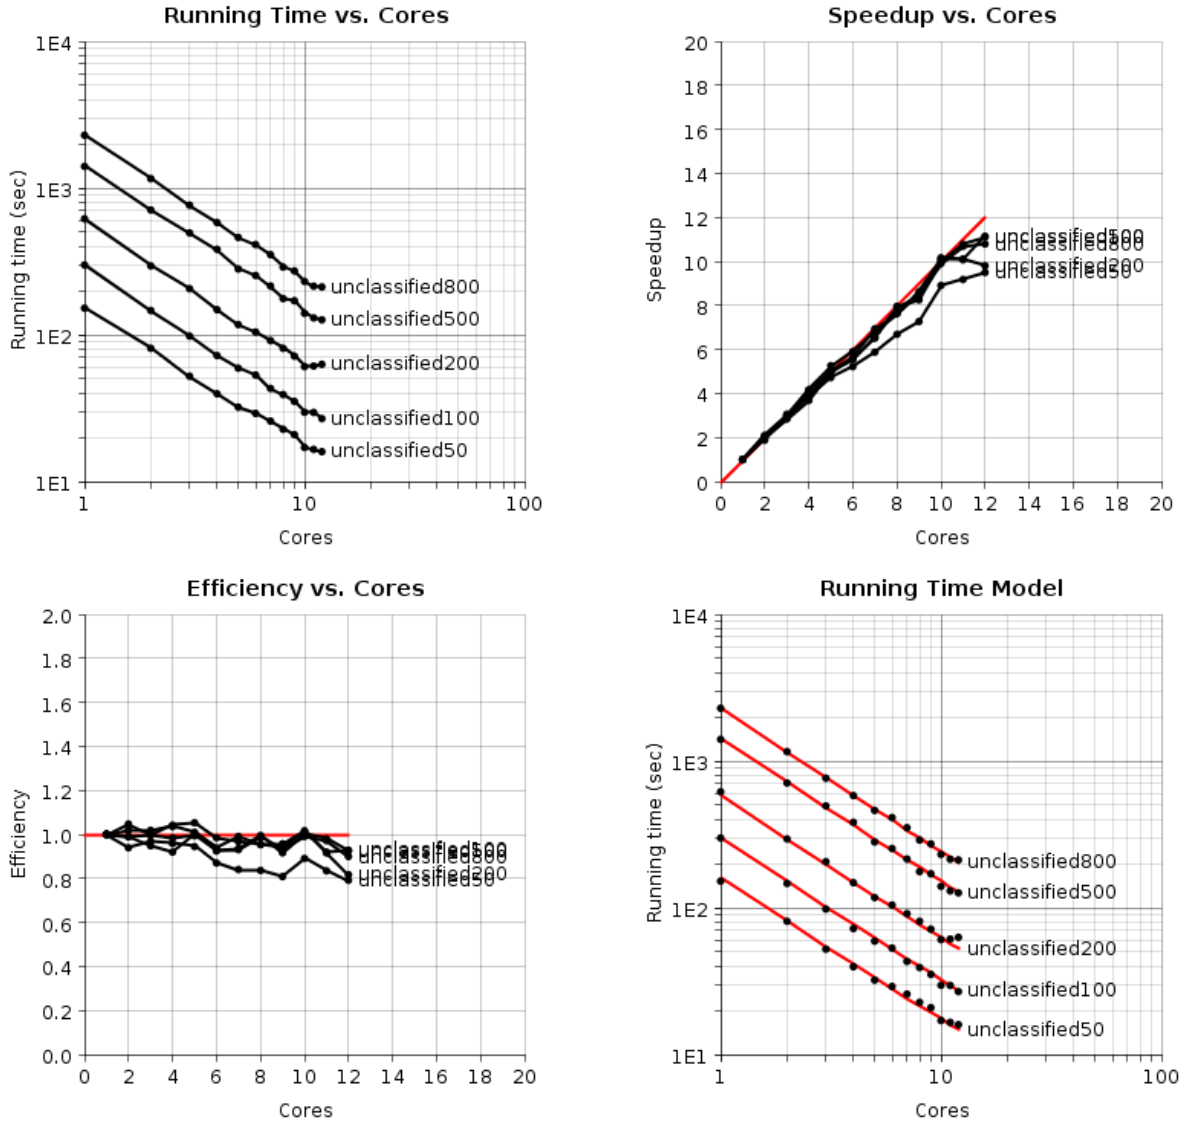 Running Time vs. Cores
1E4
1E3
1E2
1E1
Running time (sec)
unclassified800
unclassified500
unclassified200
unclassified100
unclassified50
1 10 100
Cores
Speedup vs. Cores
20
18
16
14
12
10
8
6
4
2
0
Speedup
unclassified500
unclassified800
unclassified200
unclassified50
0 2 4 6 8 10 12 14 16 18 20
Cores
Efficiency vs. Cores
2.0
1.8
1.6
1.4
1.2
1.0
0.8
0.6
0.4
0.2
0.0
Efficiency
unclassified500
unclassified800
unclassified200
unclassified50
0 2 4 6 8 10 12 14 16 18 20
Cores
Running Time Model
1E4
1E3
1E2
1E1
Running time (sec)
unclassified800
unclassified500
unclassified200
unclassified100
unclassified50
1 10 100
Cores